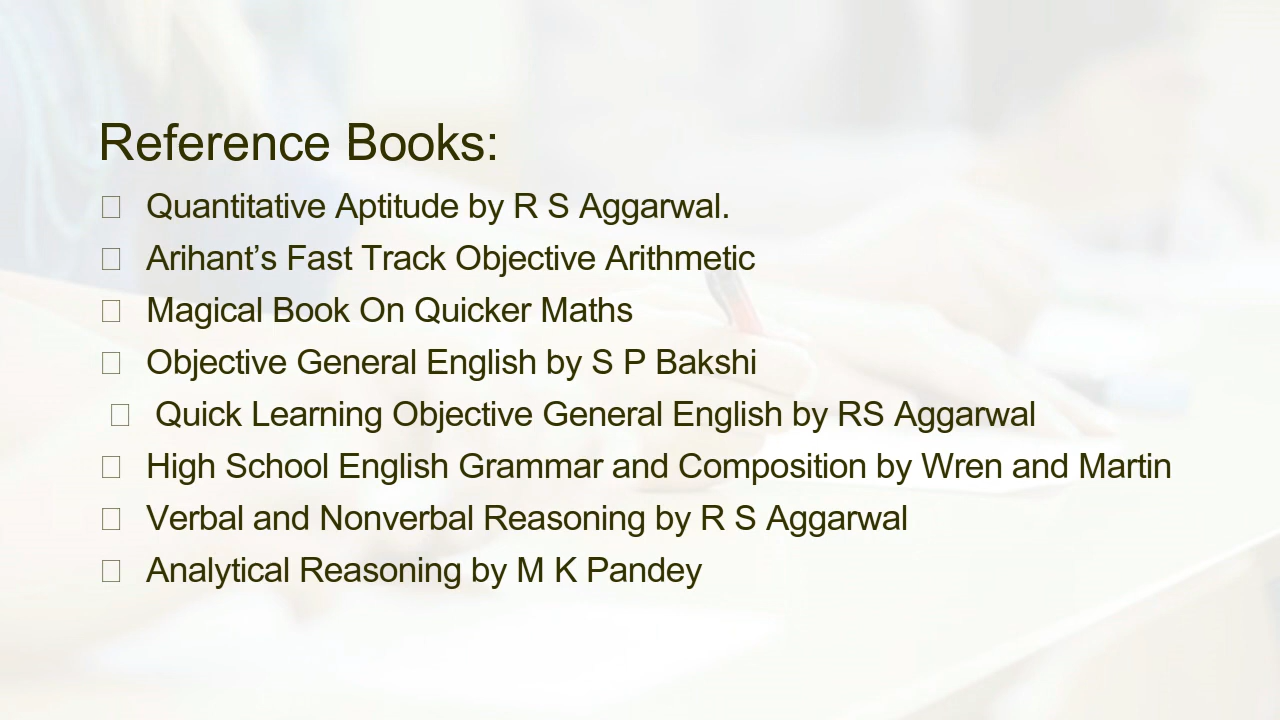 Reference Books:
Quantitative Aptitude by R S Aggarwal.
Arihant’s Fast Track Objective Arithmetic
Magical Book On Quicker Maths
Objective General English by S P Bakshi
Quick Learning Objective General English by RS Aggarwal
High School English Grammar and Composition by Wren and Martin
Verbal and Nonverbal Reasoning by R S Aggarwal
Analytical Reasoning by M K Pandey